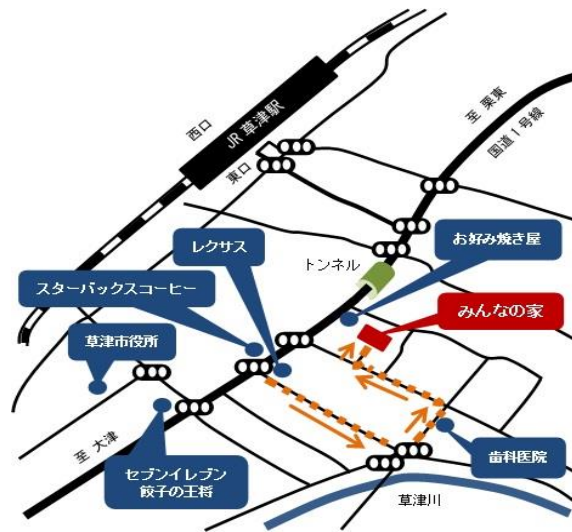 西口
JR 草津駅
東口
至 栗東
国道1号線
レクサス
トンネル
お好み焼き屋
スターバックスコーヒー
みんなの家
草津市役所
至 大津
セブンイレブン
餃子の王将
歯科医院
草津川